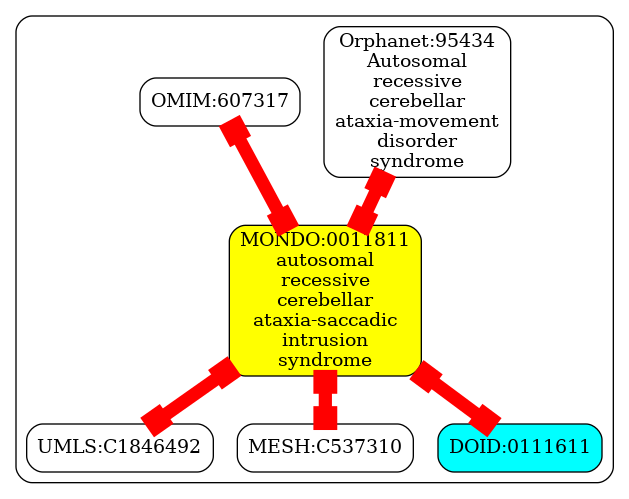 Orphanet:95434
Autosomal
recessive
cerebellar
ataxia-movement
disorder
syndrome
OMIM:607317
MONDO:0011811
autosomal
recessive
cerebellar
ataxia-saccadic
intrusion
syndrome
UMLS:C1846492
MESH:C537310
DOID:0111611